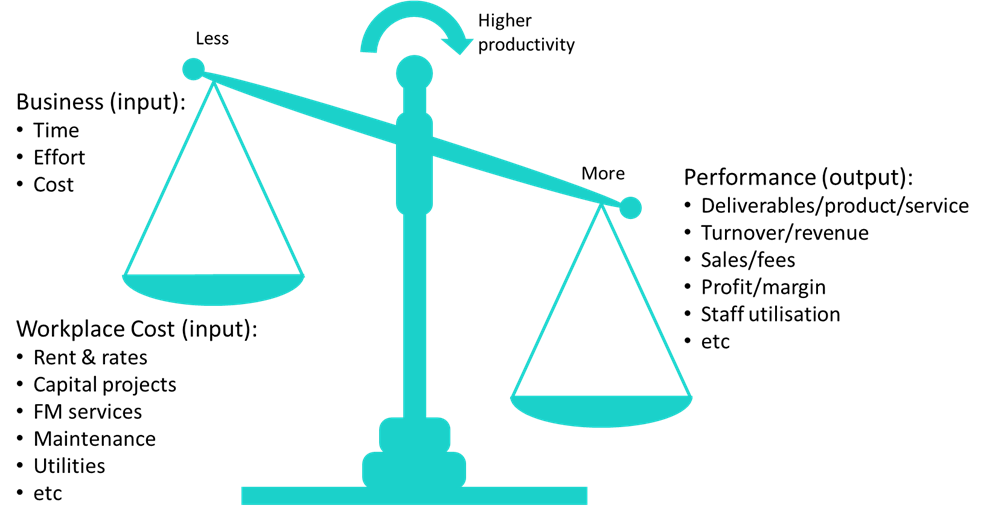 Higher
productivity
Less
Business (input):
• Time
• Effort
• Cost
More
Performance (output):
• Deliverables/product/service
• Turnover/revenue
• Sales/fees
• Profit/margin
• Staff utilisation
• etc
Workplace Cost (input):
• Rent & rates
• Capital projects
• FM services
• Maintenance
• Utilities
• etc